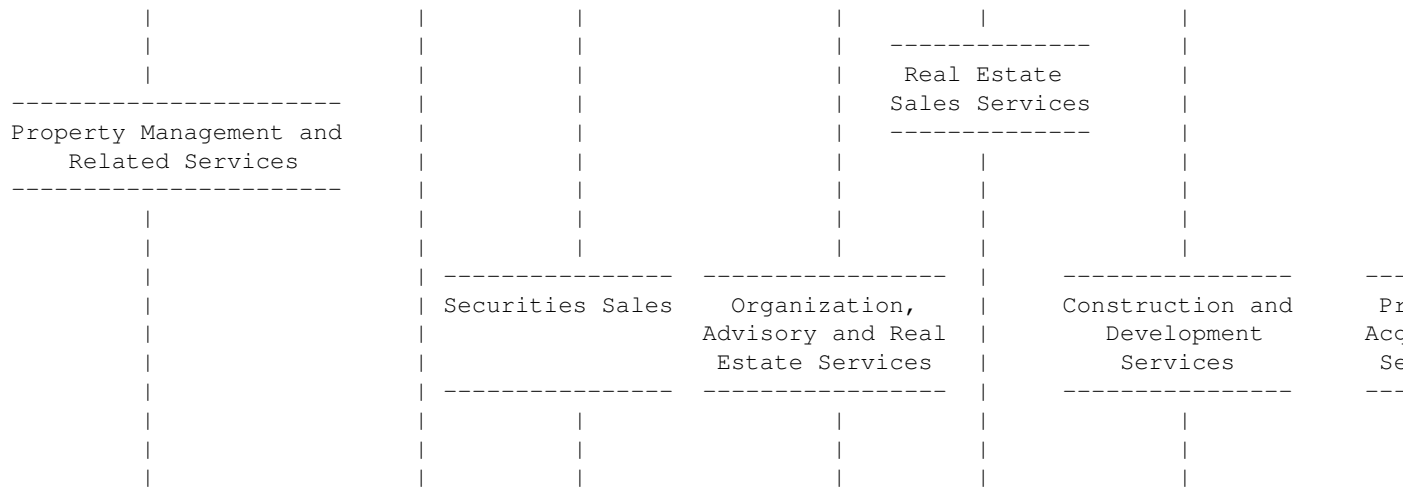 Real Estate
Sales Services
Property Management and
Related Services
Securities Sales
Organization,
Advisory and Real
Estate Services
Construction and
Development
Services